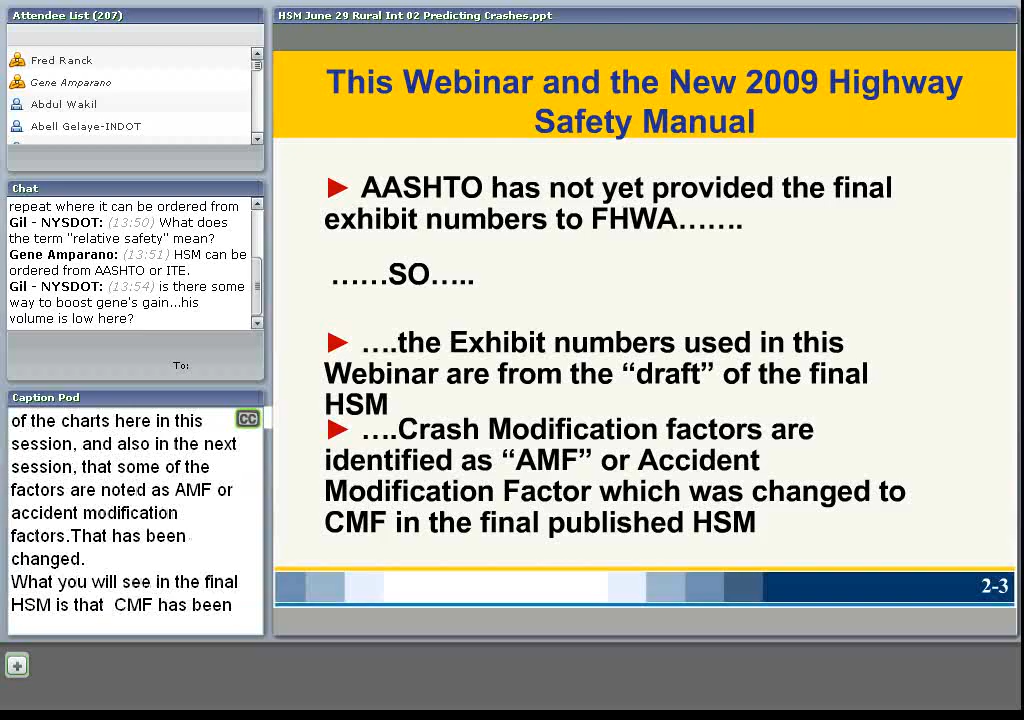 Attendee List (207)
Fred Ranck
Gene Amparano
Abdul Wakil
Abell Gelaye-INDOT
Chat
repeat where it can be ordered from
Gil - NYSDOT: (13:50) What does
the term "relative safety" mean?
Gene Amparano: (13:51) HSM can be
ordered from AASHTO or ITE.
Gil - NYSDOT: (13:54) is there some
way to boost gene's gain...his
volume is low here?
To:
Caption Pod
of the charts here in this
session, and also in the next
session, that some of the
factors are noted as AMF or
accident modification
factors.That has been
changed.
What you will see in the final
HSM is that CMF has been
CC
HSM June 29 Rural Int 02 Predicting Crashes.ppt
This Webinar and the New 2009 Highway
Safety Manual
► AASHTO has not yet provided the final
exhibit numbers to FHWA…….
……SO…..
► ….the Exhibit numbers used in this
Webinar are from the “draft” of the final
HSM
► ….Crash Modification factors are
identified as “AMF” or Accident
Modification Factor which was changed to
CMF in the final published HSM
2-3